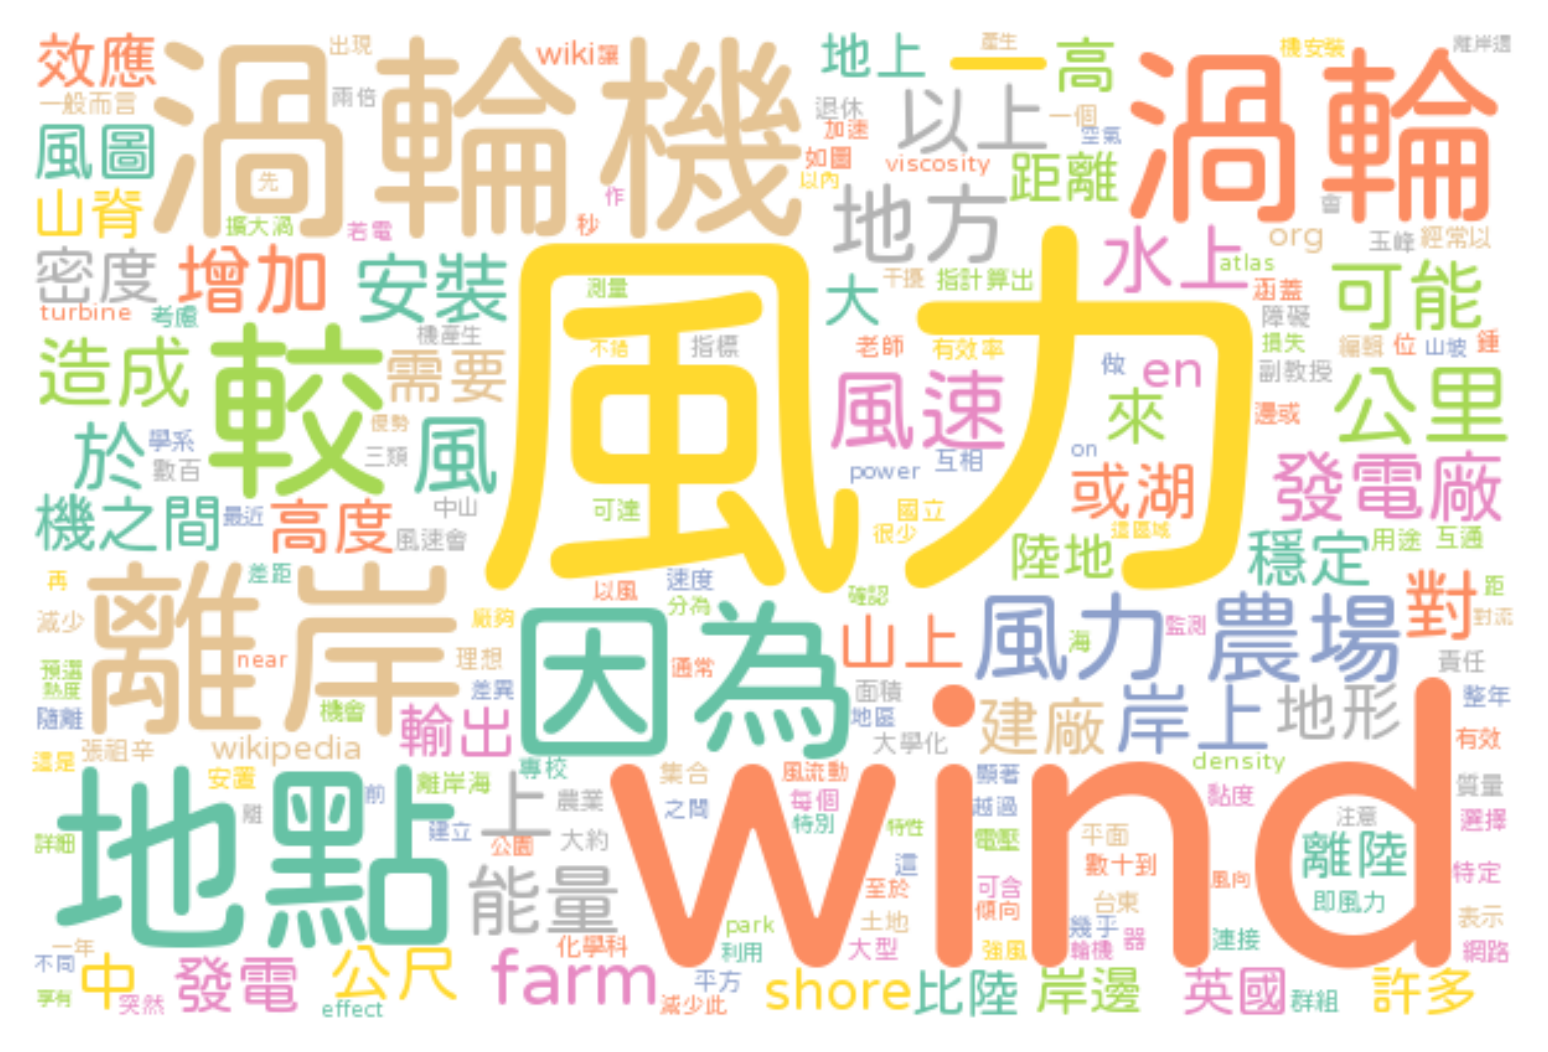 效應
一般而言
風圖
山脊
渦輪機
先
出現
兩倍
wiki讓
擴大渦
若電
秒
作
地上
一
產生
高
機安裝
離岸週
退休
加速
如圖
以內
以上
一個
空氣
viscosity
距離
渦輪
會
地方
水上
org
玉峰
經常以
atlas
密度
增加
安裝
turbine
考慮
機產生
測量
不錯
指標
風力
大
干擾
指計算出
涵蓋
障礙
可能
造成
較
需要
優勢
三類
老師
有效率
做
en
損失
編輯
位
山坡
鍾
副教授
公里
於
學系
數百
風
風速
來
邊或
power
互相
on
或湖
發電廠
機之間
最近
高度
中山
風速會
可達
國立
很少
這區域
陸地
穩定
用途
互通
再
差距
以風
速度
分為
確認
對
距
對流
減少
離岸
嚴夠
因為
山上
風力
海
監測
農場
預選
熱度
near
理想
通常
面積
責任
隨離
機會
差異
地區
整年
輸出
大學化
建廠
岸上
地形
有效
這是
張祖辛
wikipedia
專校
density
安置
離岸海
集合
風流動
wind
顯著
質量
地點
前
離
上
農業
之間
每個
越過
黏度
注意
選擇
詳細
建立
公園
大約
特別
特性
電壓
平面
離陸
能量
這
數十到
特定
至於
可含
風向
即風力
傾向
台東
表示
park
土地
幾乎
一年
化學科
利用
大型
強風
輪機
器
連接
網路
不同
中
發電
公尺
farm
平方
shore
比陸
岸邊
英國
群組
許多
享有
突然
effect
減少此